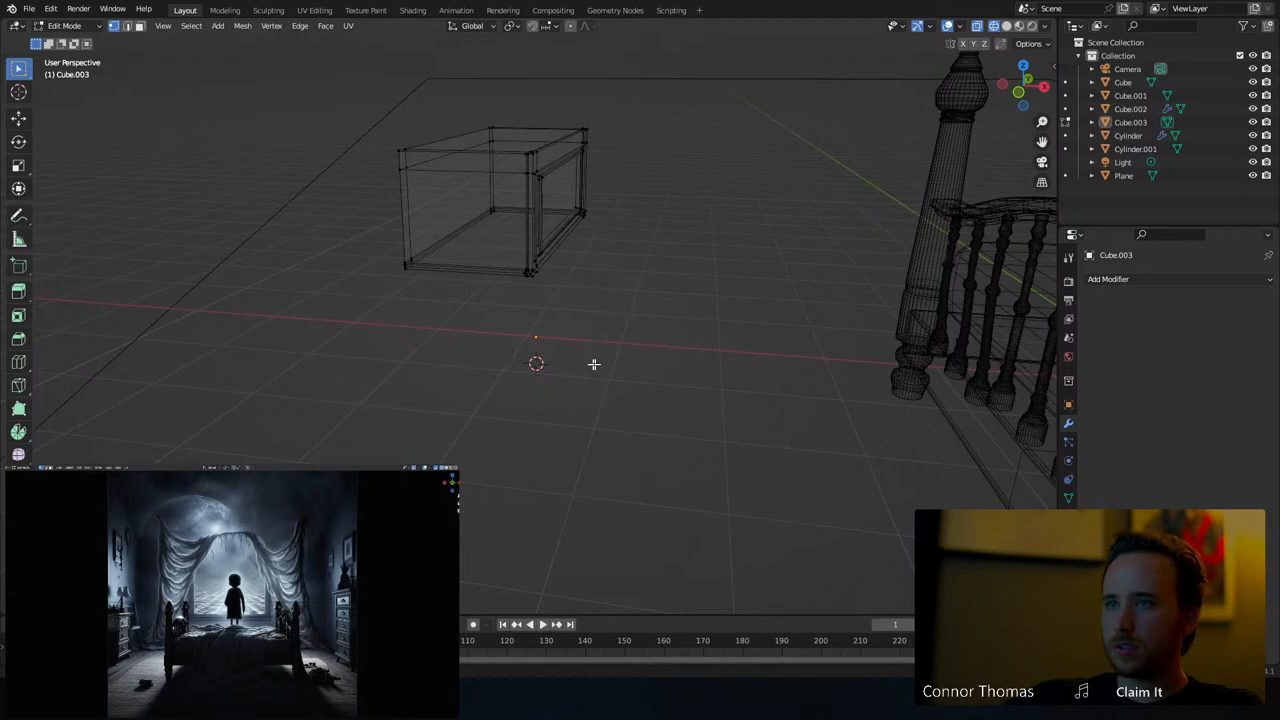 File Edit Render Window Help
Layout Modeling Sculpting UV Editing Texture Paint Shading Animation Rendering Compositing Geometry Nodes Scripting +
Scene
ViewLayer
Edit Mode
View Select Add Mesh Vertex Edge Face UV
Global
X Y Z
Options
User Perspective
(1) Cube.003
Z
Y
X
Scene Collection
Collection
Camera
Cube
Cube.001
Cube.002
Cube.003
Cylinder
Cylinder.001
Light
Plane
Cube.003
Add Modifier
1
110 120 130 140 150 160 170 180 190 200 210 220
Connor Thomas
Claim It